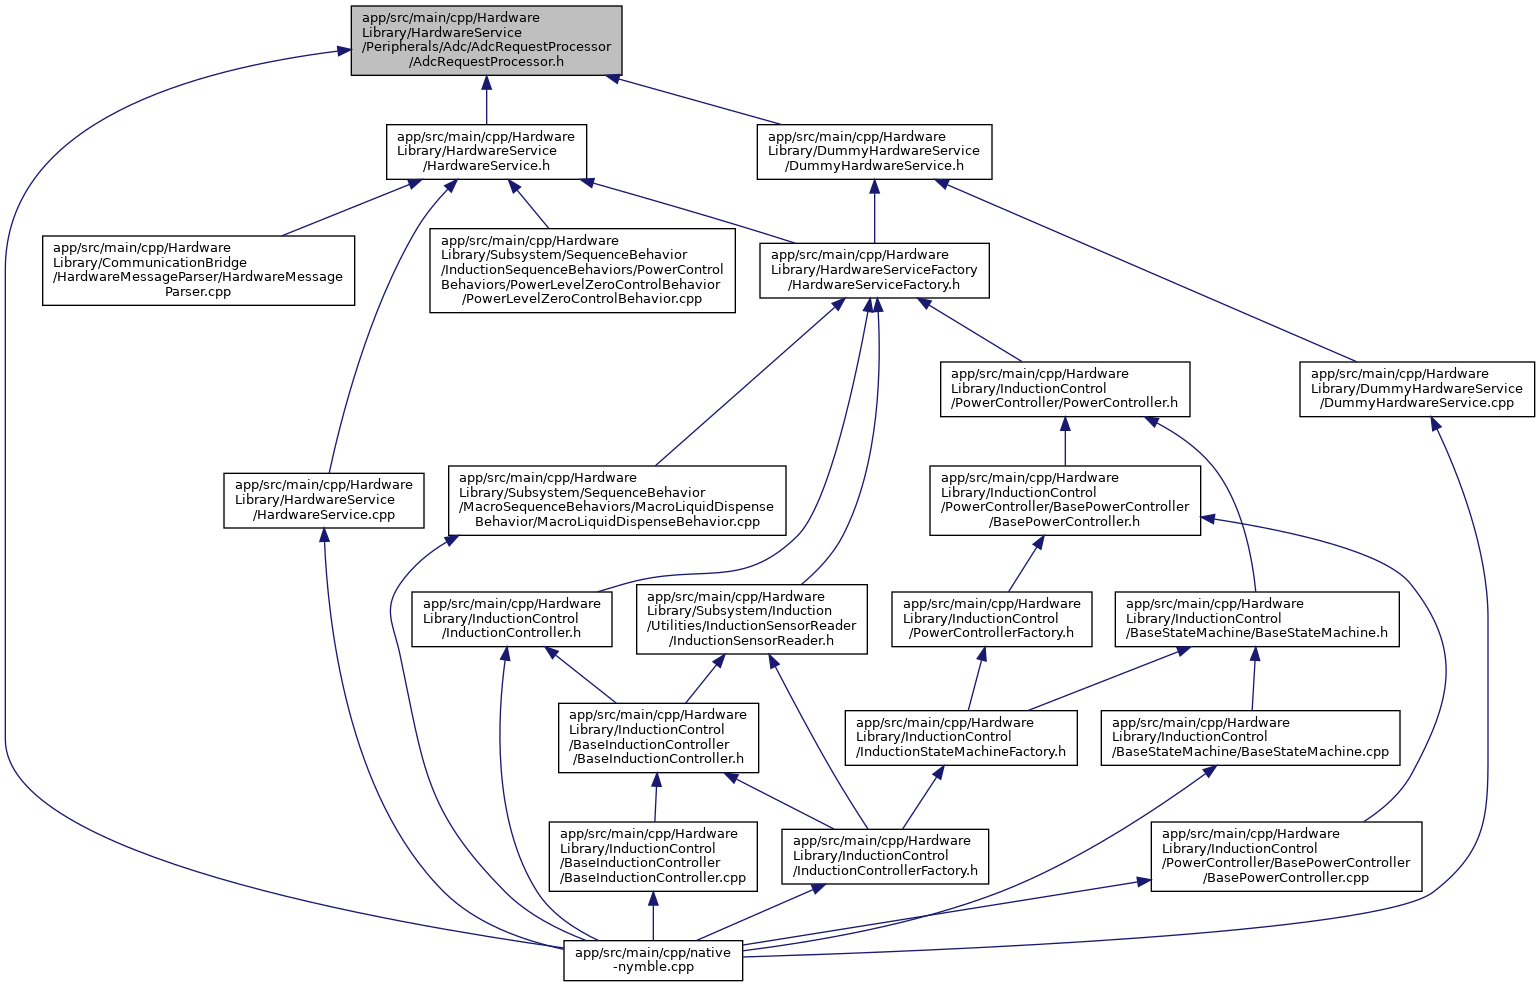 app/src/main/cpp/Hardware
Library/HardwareService
/Peripherals/Adc/AdcRequestProcessor
/AdcRequestProcessor.h
app/src/main/cpp/Hardware
Library/HardwareService
/HardwareService.h
app/src/main/cpp/Hardware
Library/DummyHardwareService
/DummyHardwareService.h
app/src/main/cpp/Hardware
Library/CommunicationBridge
/HardwareMessageParser/HardwareMessage
Parser.cpp
app/src/main/cpp/Hardware
Library/Subsystem/SequenceBehavior
/InductionSequenceBehaviors/PowerControl
Behaviors/PowerLevelZeroControlBehavior
/PowerLevelZeroControlBehavior.cpp
app/src/main/cpp/Hardware
Library/HardwareServiceFactory
/HardwareServiceFactory.h
app/src/main/cpp/Hardware
Library/InductionControl
/PowerController/PowerController.h
app/src/main/cpp/Hardware
Library/DummyHardwareService
/DummyHardwareService.cpp
app/src/main/cpp/Hardware
Library/HardwareService
/HardwareService.cpp
app/src/main/cpp/Hardware
Library/Subsystem/SequenceBehavior
/MacroSequenceBehaviors/MacroLiquidDispense
Behavior/MacroLiquidDispenseBehavior.cpp
app/src/main/cpp/Hardware
Library/InductionControl
/PowerController/BasePowerController
/BasePowerController.h
app/src/main/cpp/Hardware
Library/InductionControl
/InductionController.h
app/src/main/cpp/Hardware
Library/Subsystem/Induction
/Utilities/InductionSensorReader
/InductionSensorReader.h
app/src/main/cpp/Hardware
Library/InductionControl
/PowerControllerFactory.h
app/src/main/cpp/Hardware
Library/InductionControl
/BaseStateMachine/BaseStateMachine.h
app/src/main/cpp/Hardware
Library/InductionControl
/BaseInductionController
/BaseInductionController.h
app/src/main/cpp/Hardware
Library/InductionControl
/InductionStateMachineFactory.h
app/src/main/cpp/Hardware
Library/InductionControl
/BaseStateMachine/BaseStateMachine.cpp
app/src/main/cpp/Hardware
Library/InductionControl
/BaseInductionController
/BaseInductionController.cpp
app/src/main/cpp/Hardware
Library/InductionControl
/InductionControllerFactory.h
app/src/main/cpp/Hardware
Library/InductionControl
/PowerController/BasePowerController
/BasePowerController.cpp
app/src/main/cpp/native
-nymble.cpp